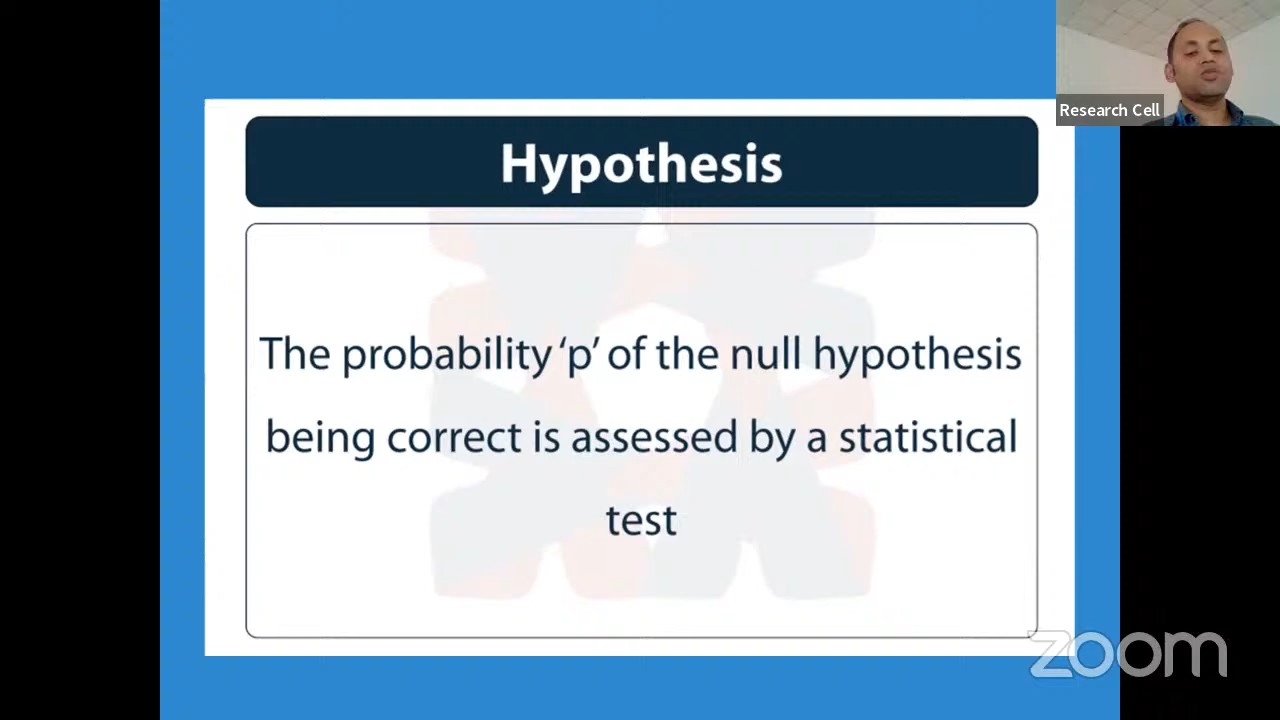 Research Cell
Hypothesis
The probability ‘p’ of the null hypothesis
being correct is assessed by a statistical
test
zoom